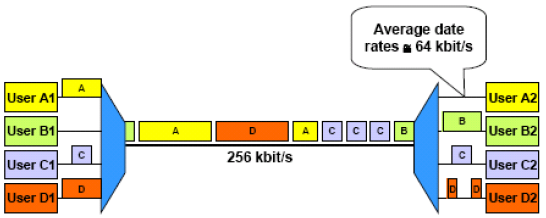 Average date
rates ≅ 64 kbit/s
User A1 A User A2
User B1 A D A C C C B B User B2
256 kbit/s
User C1 C C User C2
User D1 D D D User D2